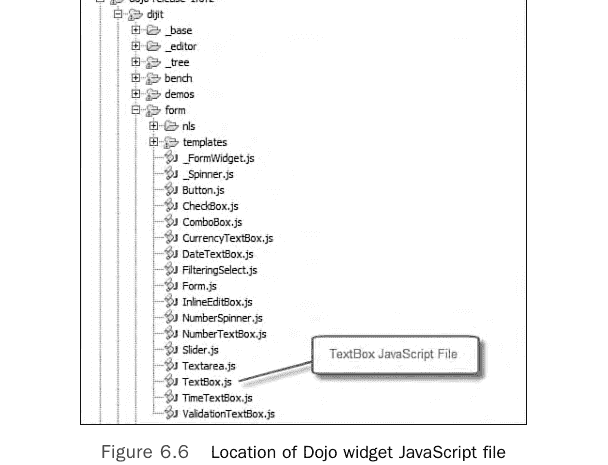 dijit
_base
_editor
_tree
bench
demos
form
nls
templates
_FormWidget.js
_Spinner.js
Button.js
CheckBox.js
ComboBox.js
CurrencyTextBox.js
DateTextBox.js
FilteringSelect.js
Form.js
InlineEditBox.js
NumberSpinner.js
NumberTextBox.js
Slider.js
Textarea.js
TextBox.js
TextBox JavaScript File
TimeTextBox.js
ValidationTextBox.js
Figure 6.6 Location of Dojo widget JavaScript file